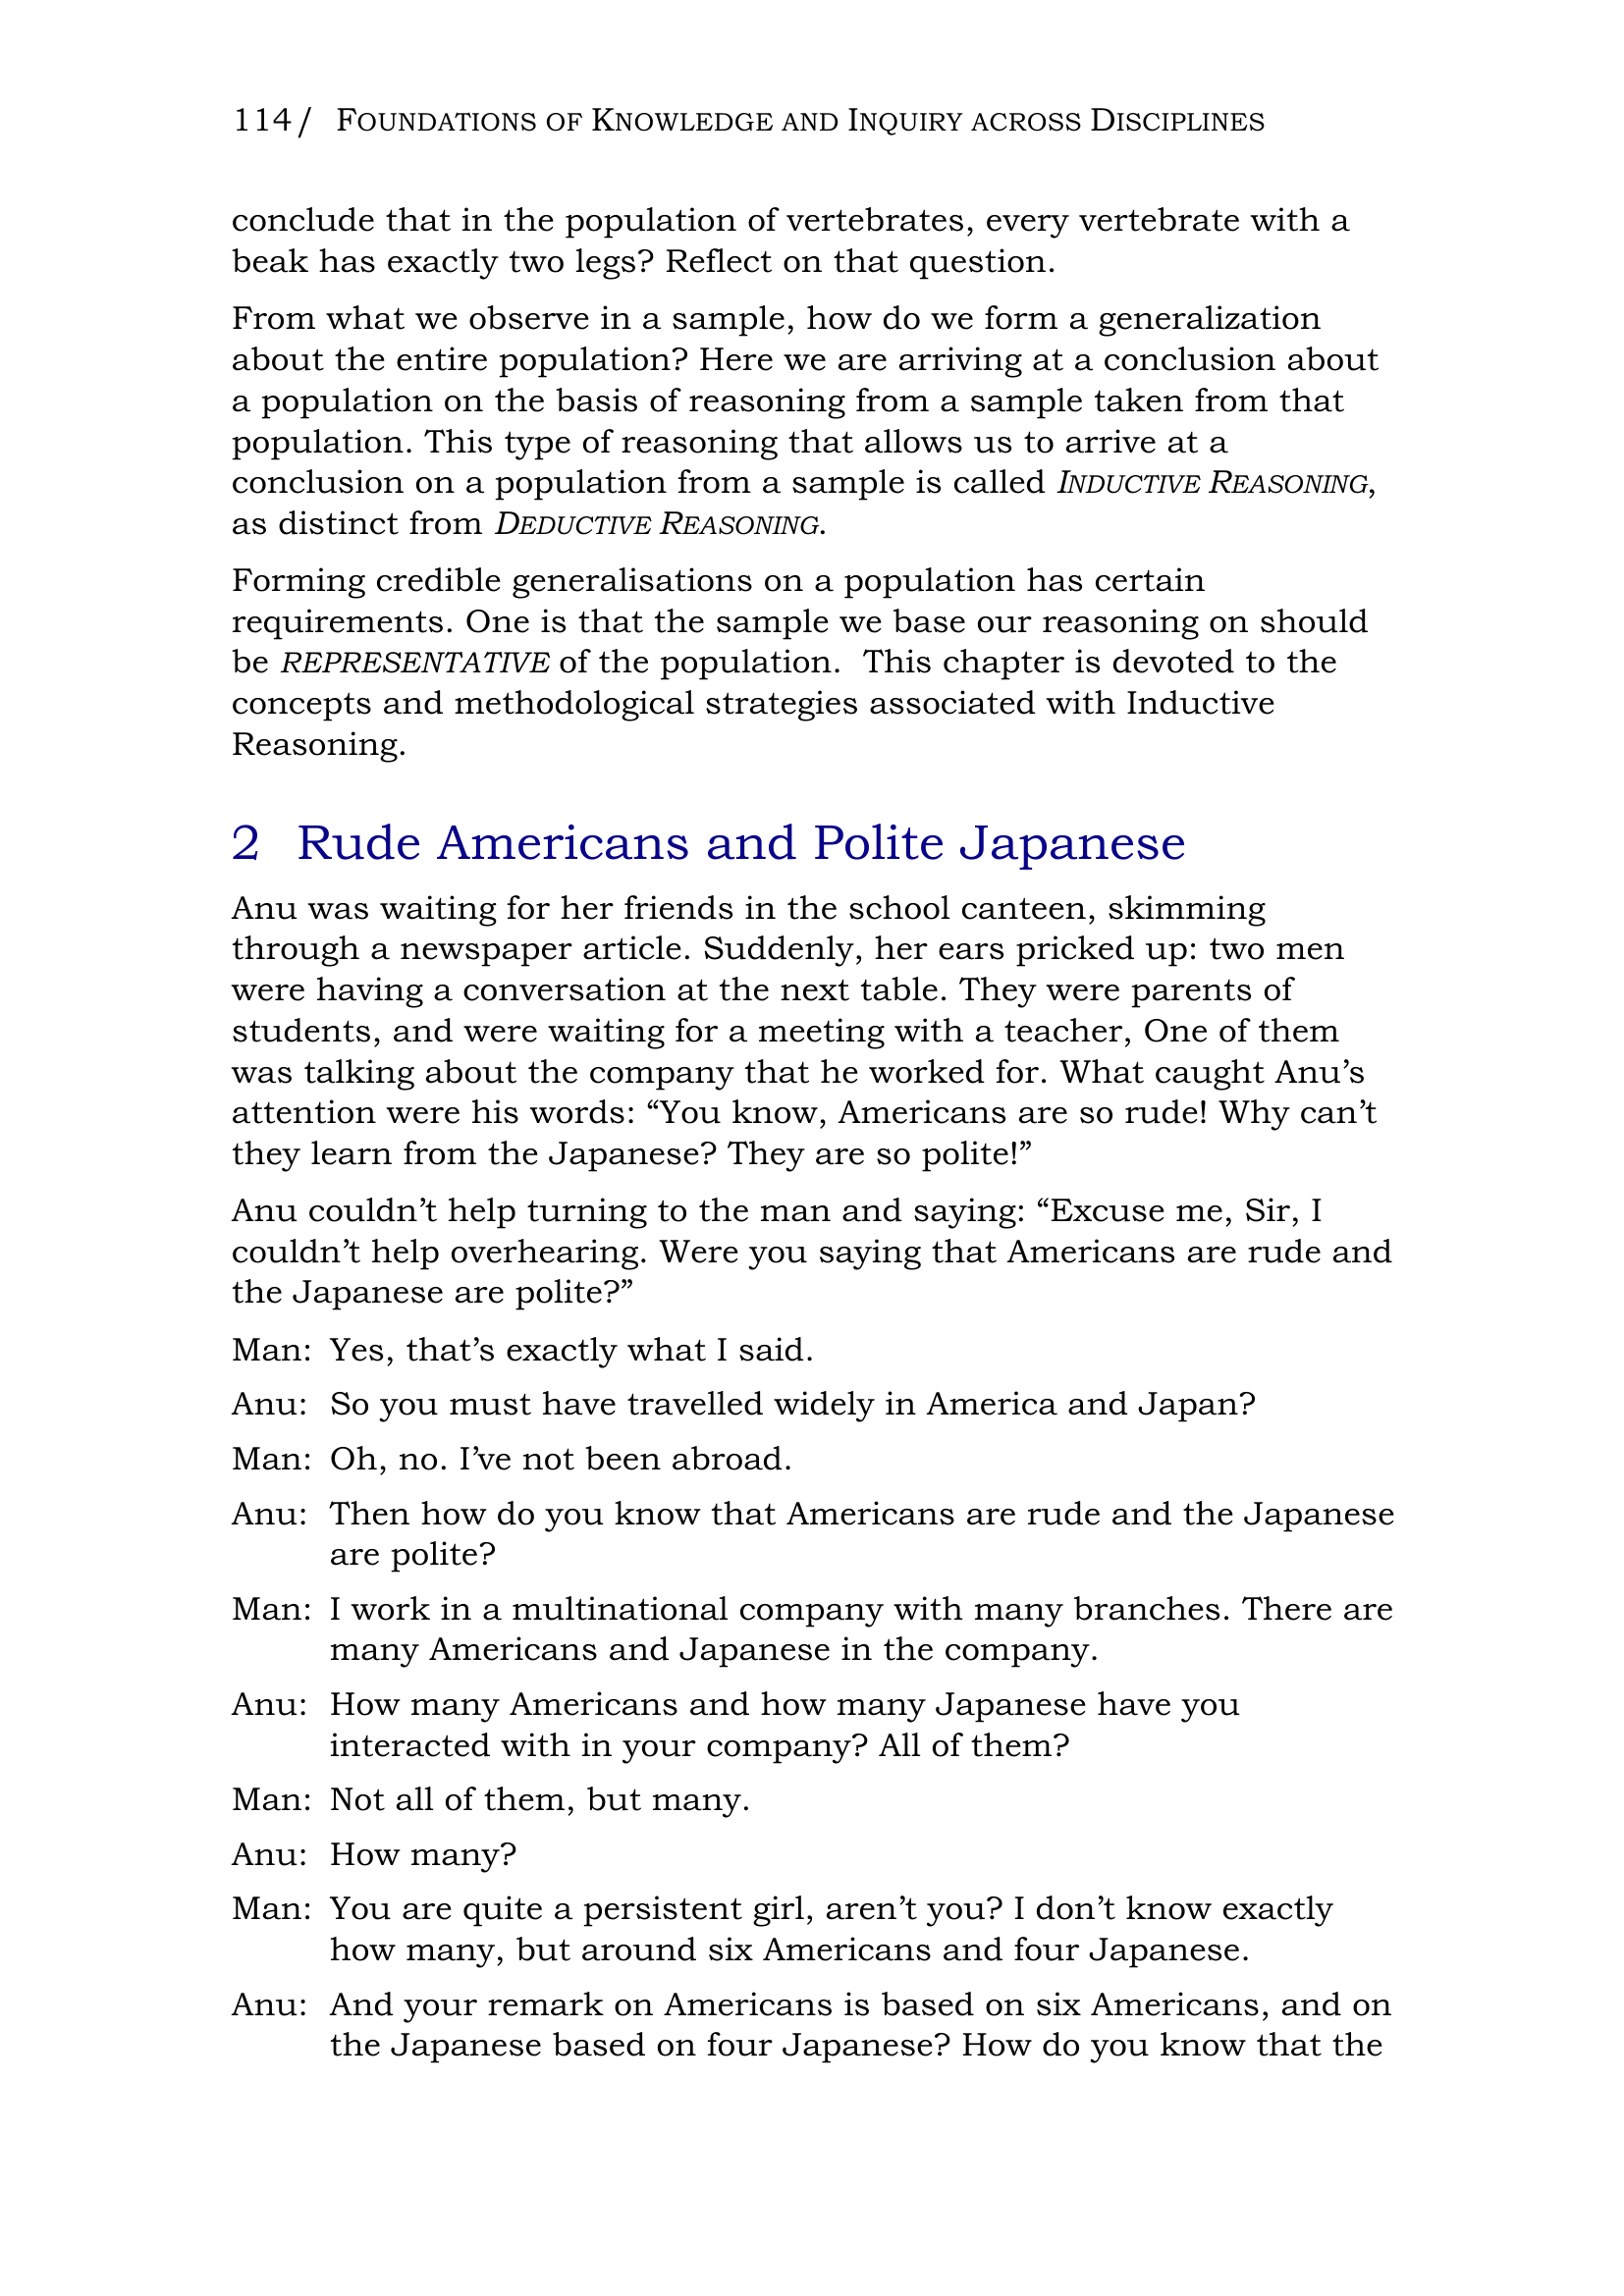 114/ FOUNDATIONS OF KNOWLEDGE AND INQUIRY ACROSS DISCIPLINES
conclude that in the population of vertebrates, every vertebrate with a
beak has exactly two legs? Reflect on that question.
From what we observe in a sample, how do we form a generalization
about the entire population? Here we are arriving at a conclusion about
a population on the basis of reasoning from a sample taken from that
population. This type of reasoning that allows us to arrive at a
conclusion on a population from a sample is called INDUCTIVE REASONING,
as distinct from DEDUCTIVE REASONING.
Forming credible generalisations on a population has certain
requirements. One is that the sample we base our reasoning on should
be REPRESENTATIVE of the population. This chapter is devoted to the
concepts and methodological strategies associated with Inductive
Reasoning.
2 Rude Americans and Polite Japanese
Anu was waiting for her friends in the school canteen, skimming
through a newspaper article. Suddenly, her ears pricked up: two men
were having a conversation at the next table. They were parents of
students, and were waiting for a meeting with a teacher, One of them
was talking about the company that he worked for. What caught Anu’s
attention were his words: “You know, Americans are so rude! Why can’t
they learn from the Japanese? They are so polite!”
Anu couldn’t help turning to the man and saying: “Excuse me, Sir, I
couldn’t help overhearing. Were you saying that Americans are rude and
the Japanese are polite?”
Man: Yes, that’s exactly what I said.
Anu: So you must have travelled widely in America and Japan?
Man: Oh, no. I’ve not been abroad.
Anu: Then how do you know that Americans are rude and the Japanese
are polite?
Man: I work in a multinational company with many branches. There are
many Americans and Japanese in the company.
Anu: How many Americans and how many Japanese have you
interacted with in your company? All of them?
Man: Not all of them, but many.
Anu: How many?
Man: You are quite a persistent girl, aren’t you? I don’t know exactly
how many, but around six Americans and four Japanese.
Anu: And your remark on Americans is based on six Americans, and on
the Japanese based on four Japanese? How do you know that the